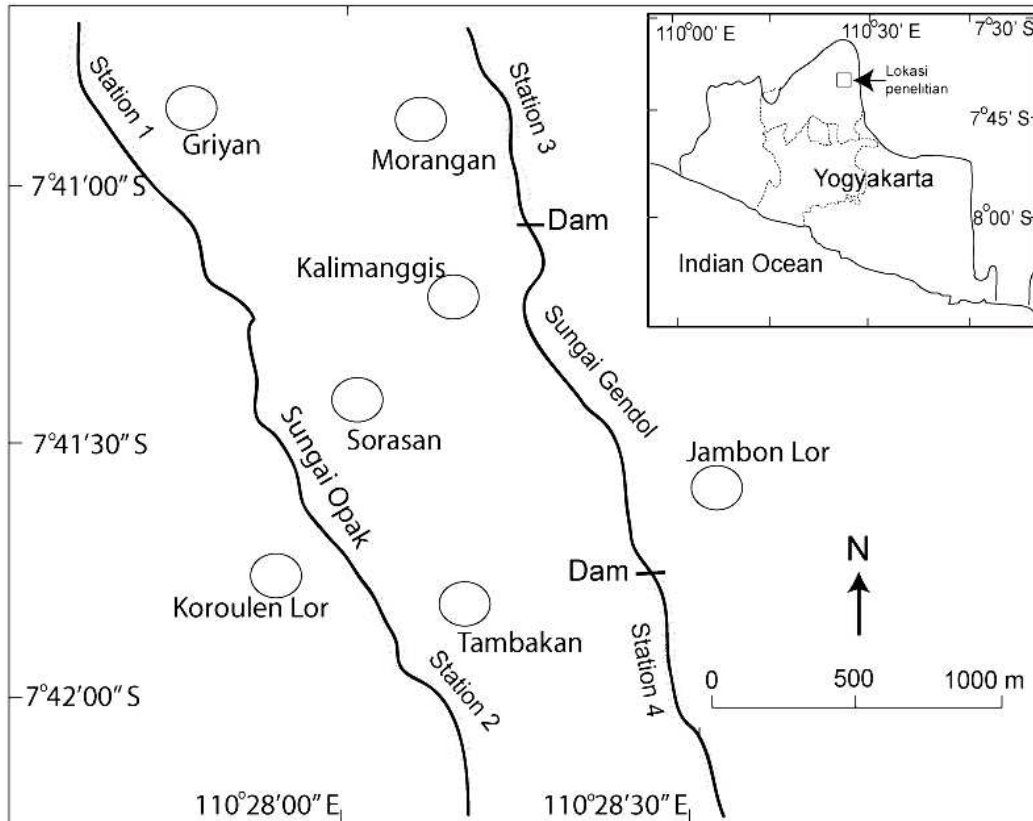 110°00' E
110°30' E
7°30' S
Lokasi
penelitian
7°45' S
Yogyakarta
8°00' S
Indian Ocean
Station 1
Griyan
Morangan
Station 3
7°41'00" S
Dam
Kalimanggis
Sungai Gendol
Sorasan
7°41'30" S
Sungai Opak
Jambon Lor
Dam
N
Koroulen Lor
Tambakan
Station 2
Station 4
0 500 1000 m
7°42'00" S
110°28'00" E
110°28'30" E